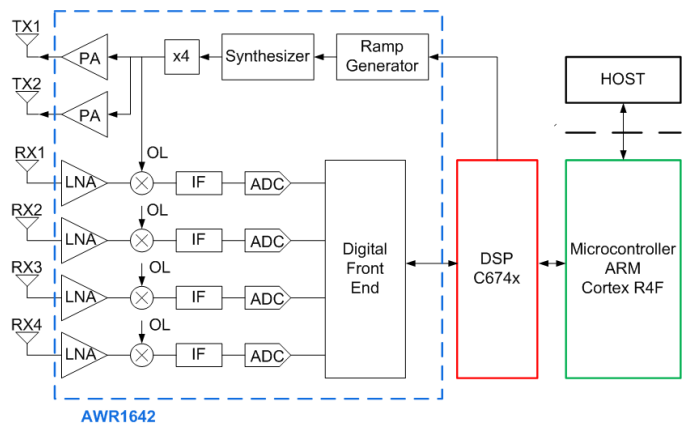 TX1
PA
x4
Synthesizer
Ramp
Generator
HOST
TX2
PA
RX1
LNA
OL
IF
ADC
RX2
LNA
OL
IF
ADC
RX3
LNA
OL
IF
ADC
RX4
LNA
OL
IF
ADC
Digital
Front
End
DSP
C674x
Microcontroller
ARM
Cortex R4F
AWR1642